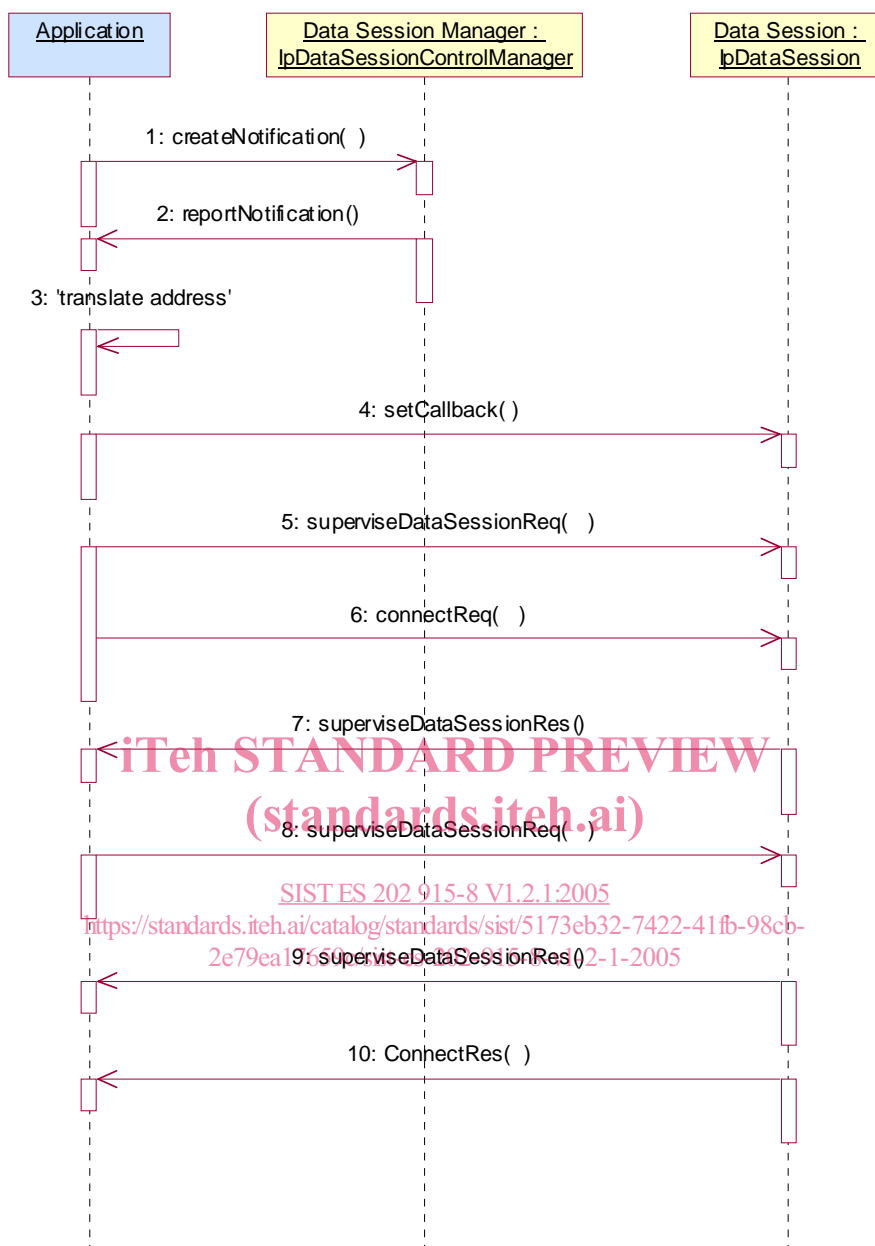 Application
Data Session Manager :
IpDataSessionControlManager
Data Session :
IpDataSession
1: createNotification( )
2: reportNotification()
3: 'translate address'
4: setCallback( )
5: superviseDataSessionReq( )
6: connectReq( )
7: superviseDataSessionRes()
iTeh STANDARD PREVIEW
(standards.iteh.ai)
8: superviseDataSessionReq( )
SIST ES 202 915-8 V1.2.1:2005
https://standards.iteh.ai/catalog/standards/sist/5173eb32-7422-41fb-98cb-
9: superviseDataSessionRes()
10: ConnectRes( )